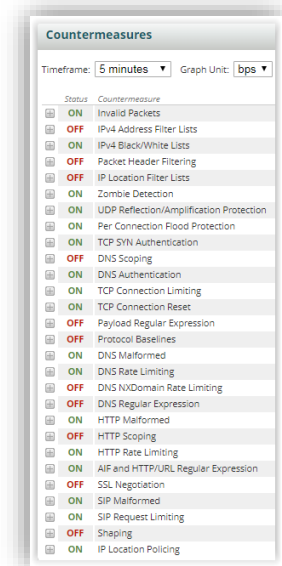 Countermeasures
Timeframe: 5 minutes Graph Unit: bps
Status Countermeasure
ON Invalid Packets
OFF IPv4 Address Filter Lists
ON IPv4 Black/White Lists
OFF Packet Header Filtering
OFF IP Location Filter Lists
ON Zombie Detection
ON UDP Reflection/Amplification Protection
ON Per Connection Flood Protection
ON TCP SYN Authentication
OFF DNS Scoping
ON DNS Authentication
ON TCP Connection Limiting
ON TCP Connection Reset
OFF Payload Regular Expression
OFF Protocol Baselines
ON DNS Malformed
ON DNS Rate Limiting
OFF DNS NXDomain Rate Limiting
OFF DNS Regular Expression
ON HTTP Malformed
OFF HTTP Scoping
ON HTTP Rate Limiting
ON AIF and HTTP/URL Regular Expression
OFF SSL Negotiation
ON SIP Malformed
ON SIP Request Limiting
OFF Shaping
ON IP Location Policing